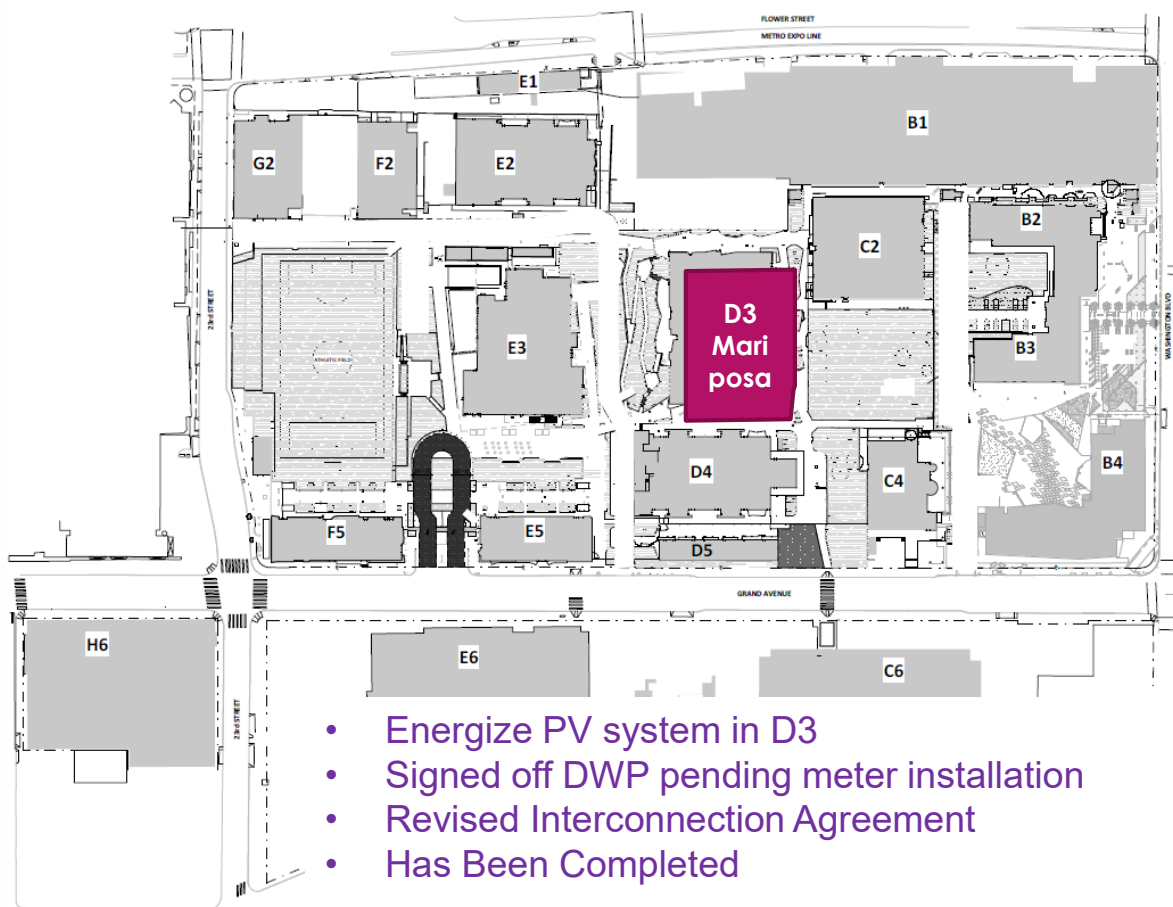 FLOWER STREET
METRO EXPO LINE
E1
B1
G2
F2
E2
B2
C2
23rd STREET
D3
Mari
posa
WASHINGTON BLVD
E3
B3
ATHLETIC FIELD
D4
C4
B4
F5
E5
D5
GRAND AVENUE
H6
E6
C6
23rd STREET
• Energize PV system in D3
• Signed off DWP pending meter installation
• Revised Interconnection Agreement
• Has Been Completed